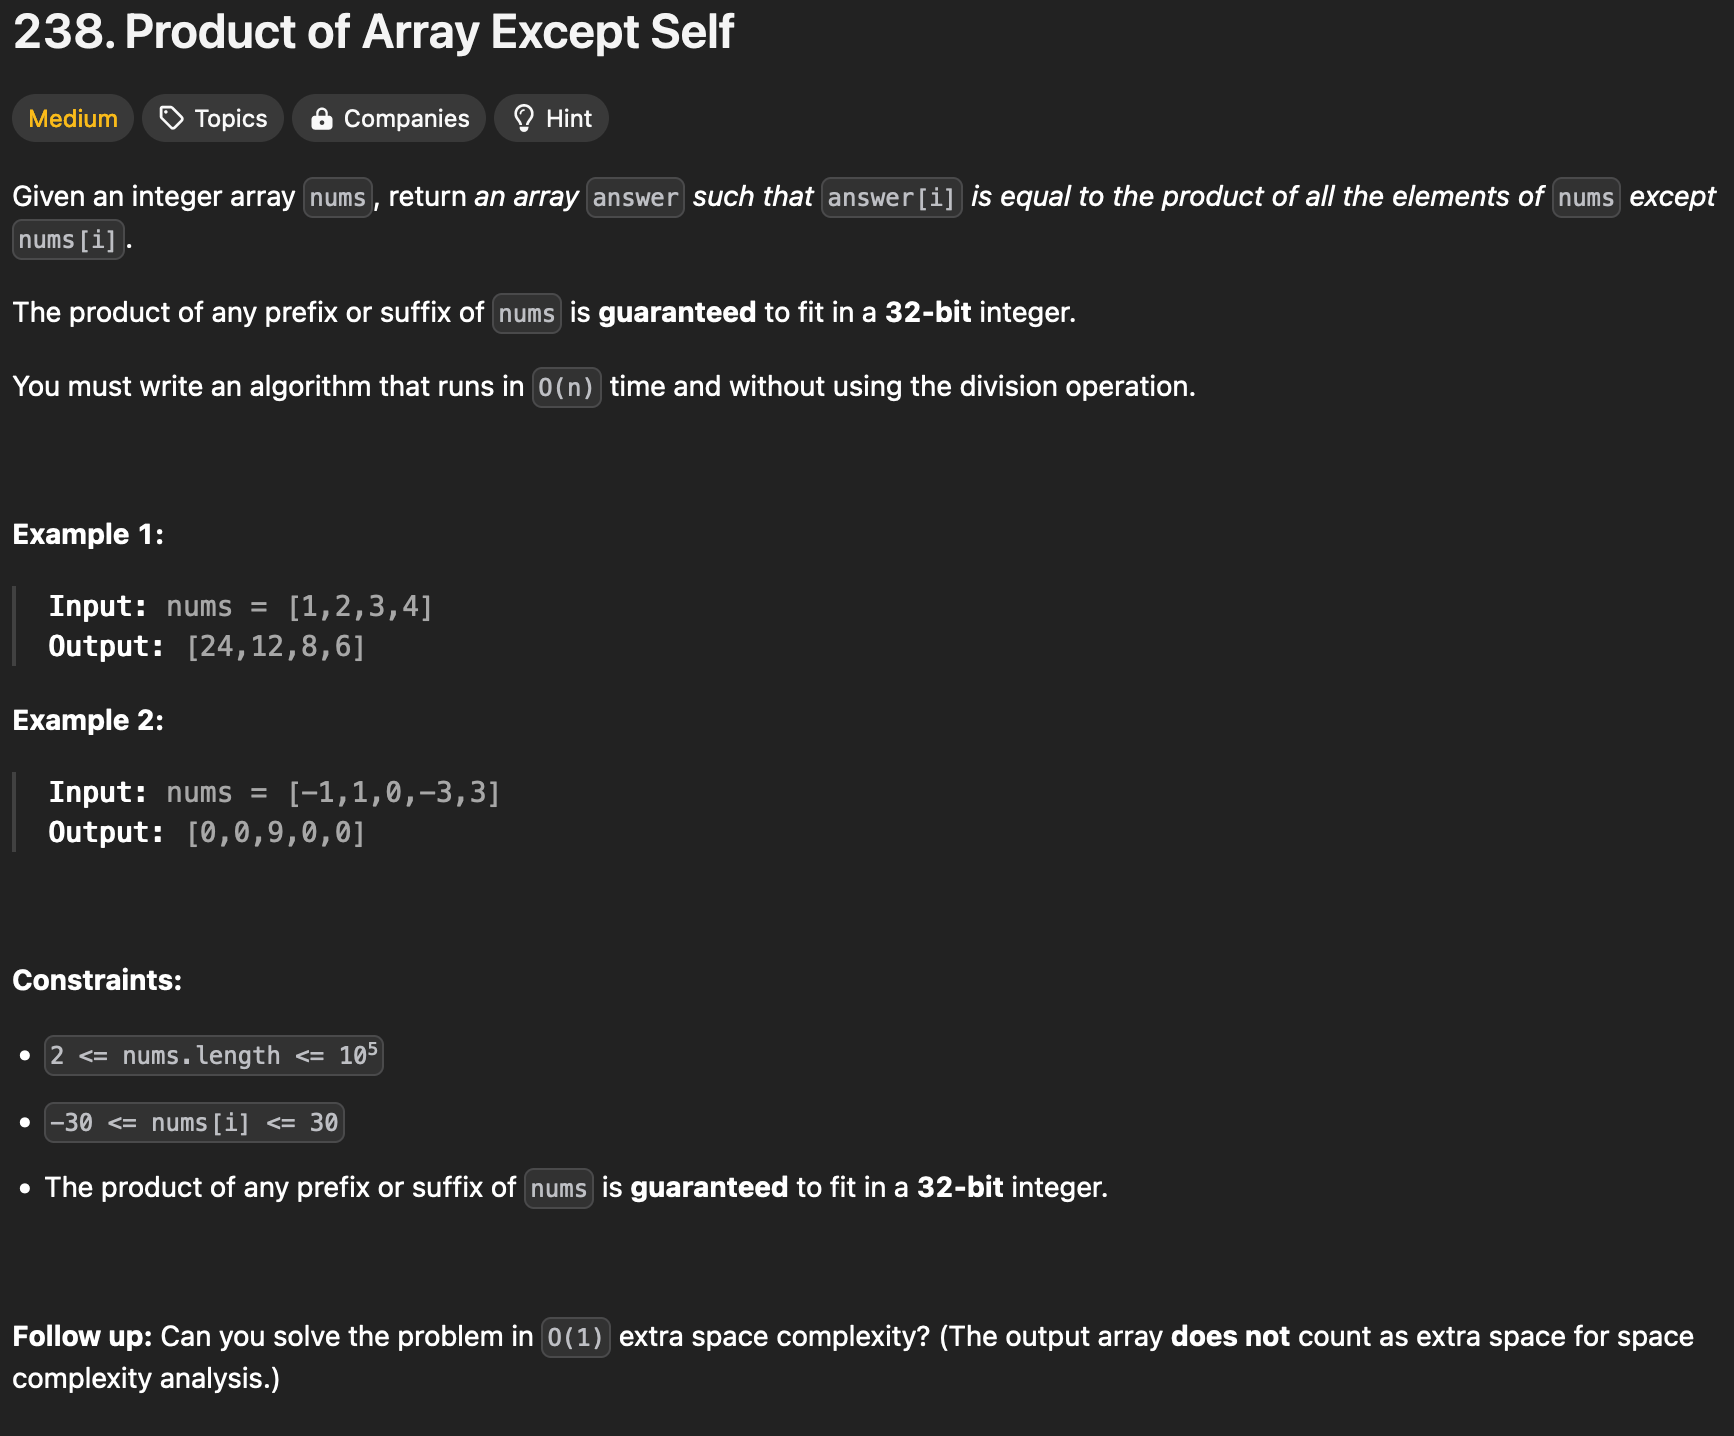 238. Product of Array Except Self
Medium Topics Companies Hint
Given an integer array nums, return an array answer such that answer[i] is equal to the product of all the elements of nums except
nums[i].
The product of any prefix or suffix of nums is guaranteed to fit in a 32-bit integer.
You must write an algorithm that runs in O(n) time and without using the division operation.
Example 1:
Input: nums = [1,2,3,4]
Output: [24,12,8,6]
Example 2:
Input: nums = [-1,1,0,-3,3]
Output: [0,0,9,0,0]
Constraints:
• 2 <= nums.length <= 10⁵
• -30 <= nums[i] <= 30
• The product of any prefix or suffix of nums is guaranteed to fit in a 32-bit integer.
Follow up: Can you solve the problem in O(1) extra space complexity? (The output array does not count as extra space for space
complexity analysis.)